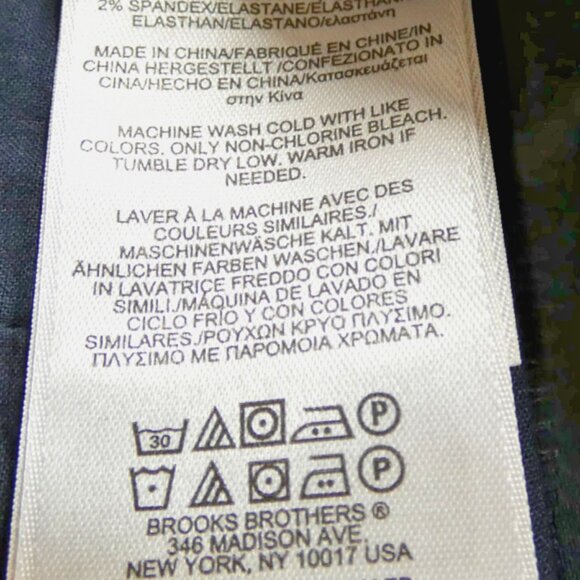 2% SPANDEX/ELASTANE/ELASTHAN/
ELASTHAN/ELASTANO/ελαστάνη
MADE IN CHINA/FABRIQUÉ EN CHINE/IN
CHINA HERGESTELLT /CONFEZIONATO IN
CINA/HECHO EN CHINA/Κατασκευάζεται
στην Κίνα
MACHINE WASH COLD WITH LIKE
COLORS. ONLY NON-CHLORINE BLEACH.
TUMBLE DRY LOW. WARM IRON IF
NEEDED.
LAVER À LA MACHINE AVEC DES
COULEURS SIMILAIRES./
MASCHINENWÄSCHE KALT. MIT
ÄHNLICHEN FARBEN WASCHEN./LAVARE
IN LAVATRICE FREDDO CON COLORI
SIMILI./MÁQUINA DE LAVADO EN
CICLO FRÍO Y CON COLORES
SIMILARES./ΡΟΥΧΩΝ ΚΡΥΟ ΠΛΥΣΙΜΟ.
ΠΛΥΣΙΜΟ ΜΕ ΠΑΡΟΜΟΙΑ ΧΡΩΜΑΤΑ.
30 P
P
BROOKS BROTHERS ®
346 MADISON AVE.
NEW YORK, NY 10017 USA